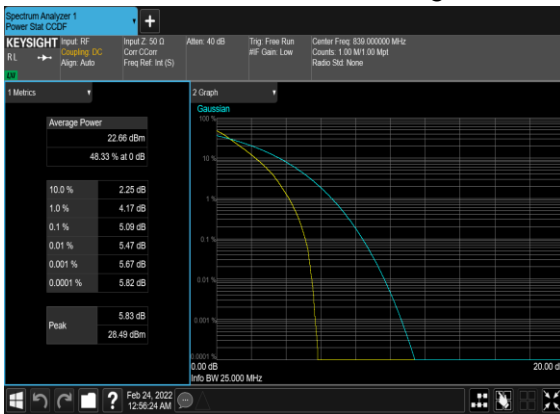 Spectrum Analyzer 1
Power Stat CCDF
KEYSIGHT Input: RF Input Z: 50 Ω Atten: 40 dB Trig: Free Run Center Freq: 839.000000 MHz
RL Coupling: DC Corr CCorr #IF Gain: Low Counts: 1.00 M/1.00 Mpt
Align: Auto Freq Ref: Int (S) Radio Std: None
1 Metrics
2 Graph
Average Power
22.66 dBm
48.33 % at 0 dB
10.0 % 2.25 dB
1.0 % 4.17 dB
0.1 % 5.09 dB
0.01 % 5.47 dB
0.001 % 5.67 dB
0.0001 % 5.82 dB
Peak 5.83 dB
28.49 dBm
Gaussian
100 %
10 %
1 %
0.1 %
0.01 %
0.001 %
0.0001 %
0.00 dB 20.00 d
Info BW 25.000 MHz
Feb 24, 2022
12:56:24 AM